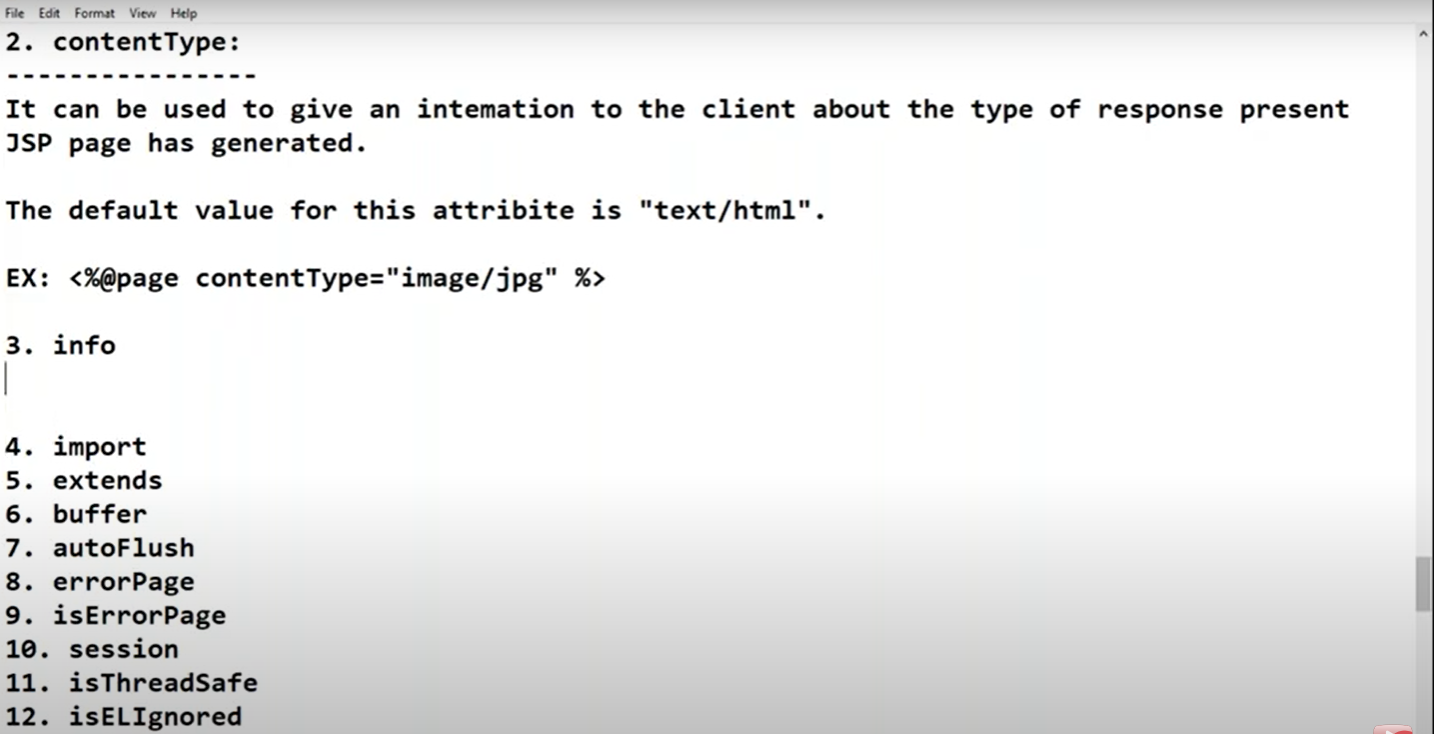 File Edit Format View Help
2. contentType:
----------------
It can be used to give an intemation to the client about the type of response present
JSP page has generated.
The default value for this attribite is "text/html".
EX: <%@page contentType="image/jpg" %>
3. info
4. import
5. extends
6. buffer
7. autoFlush
8. errorPage
9. isErrorPage
10. session
11. isThreadSafe
12. isELIgnored